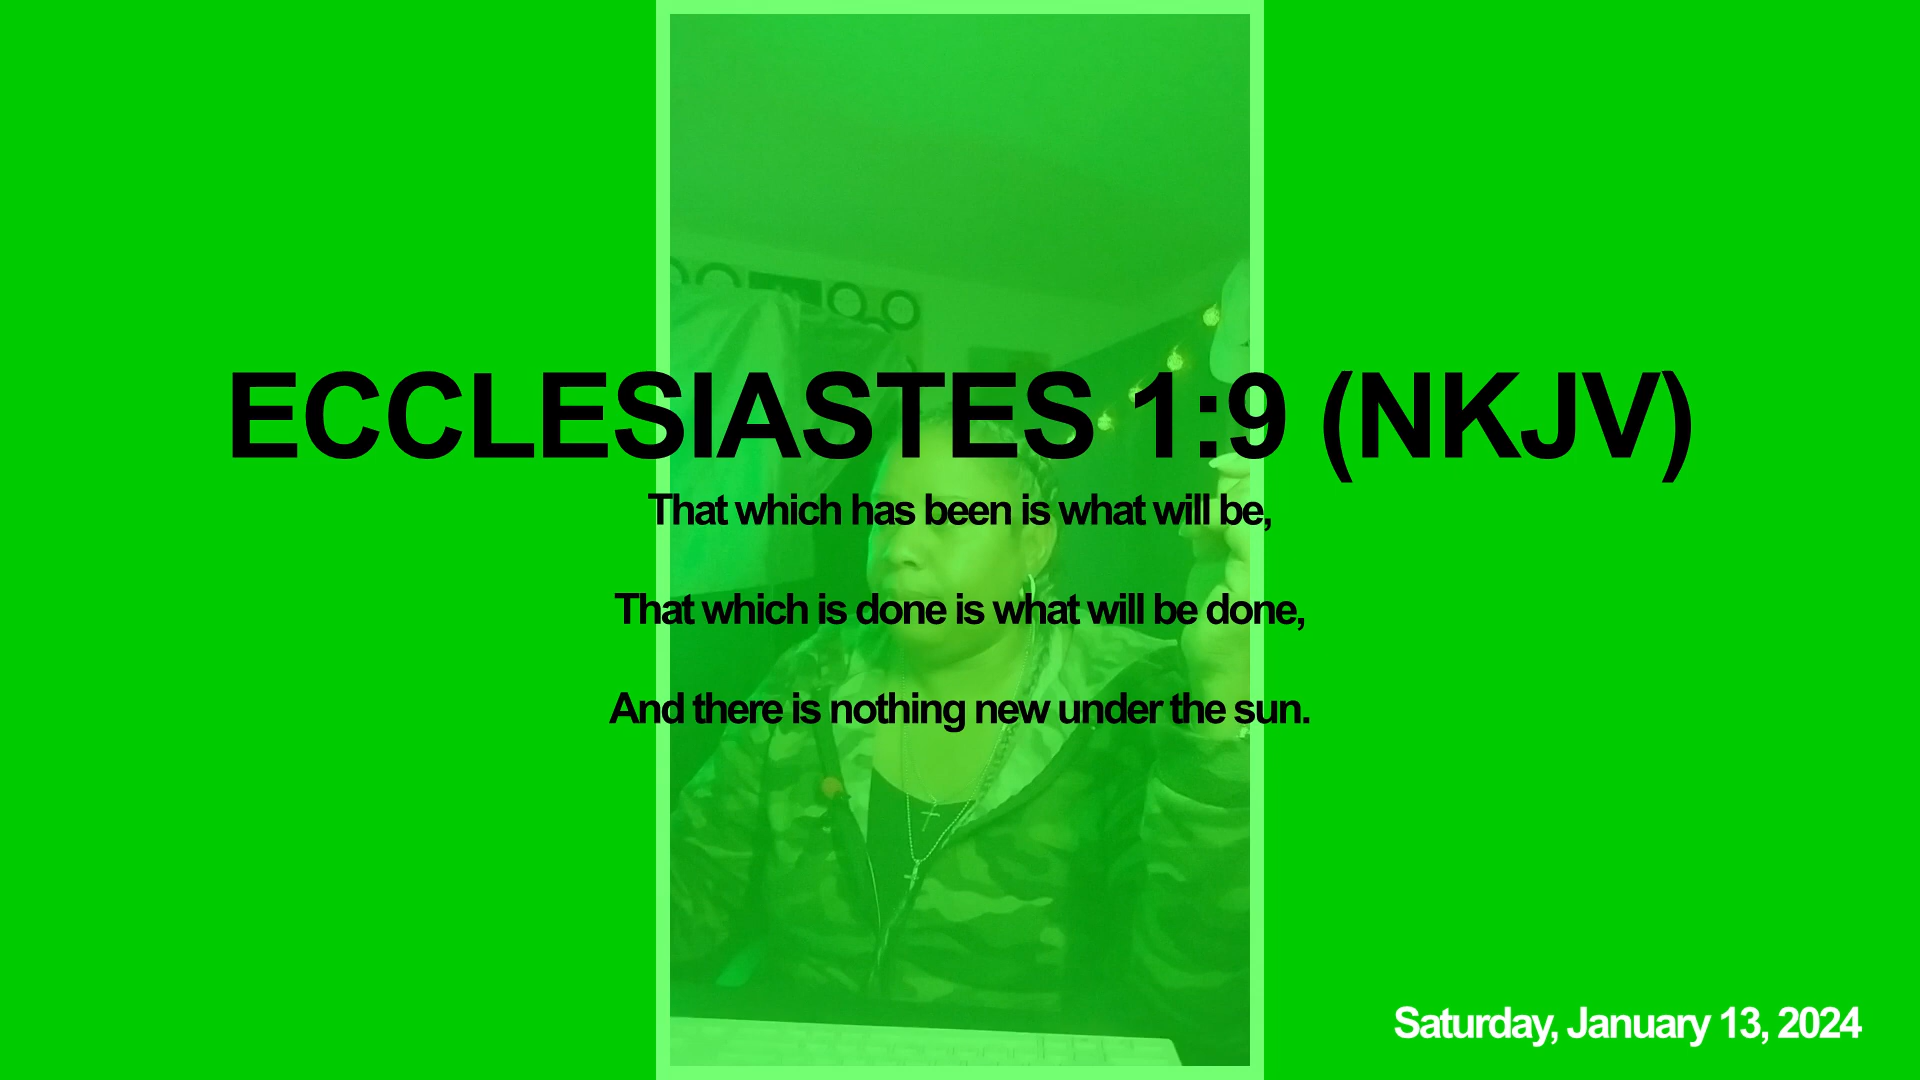 ECCLESIASTES 1:9 (NKJV)
That which has been is what will be,
That which is done is what will be done,
And there is nothing new under the sun.
Saturday, January 13, 2024